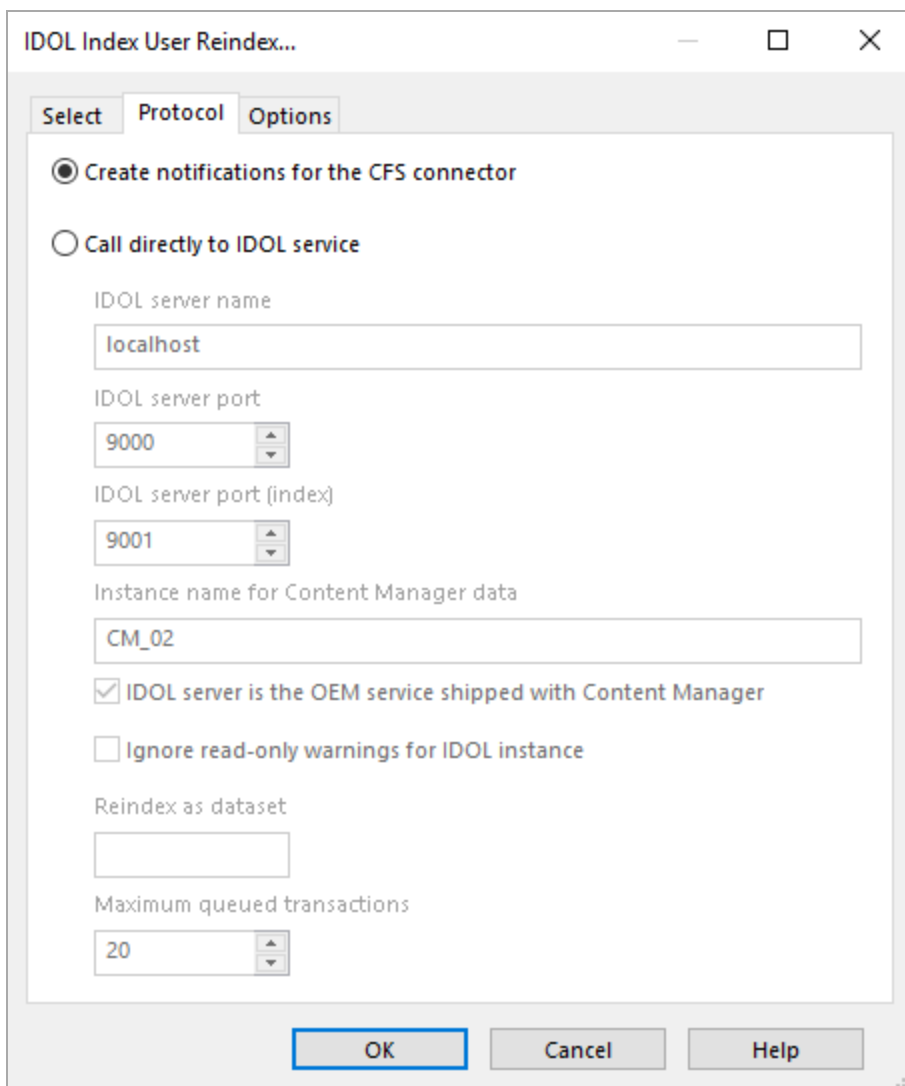 IDOL Index User Reindex...
Select Protocol Options
Create notifications for the CFS connector
Call directly to IDOL service
IDOL server name
localhost
IDOL server port
9000
IDOL server port (index)
9001
Instance name for Content Manager data
CM_02
IDOL server is the OEM service shipped with Content Manager
Ignore read-only warnings for IDOL instance
Reindex as dataset
Maximum queued transactions
20
OK Cancel Help